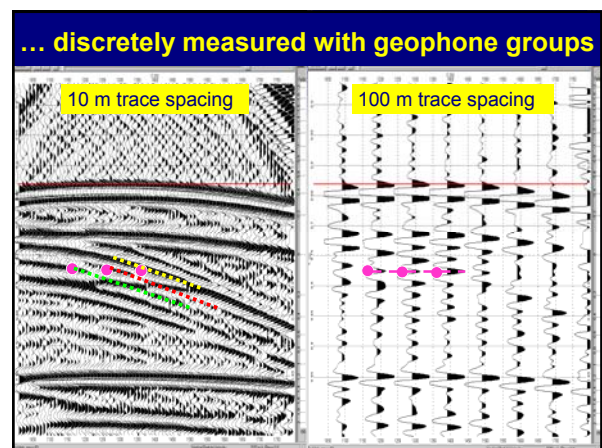 … discretely measured with geophone groups
10 m trace spacing
100 m trace spacing